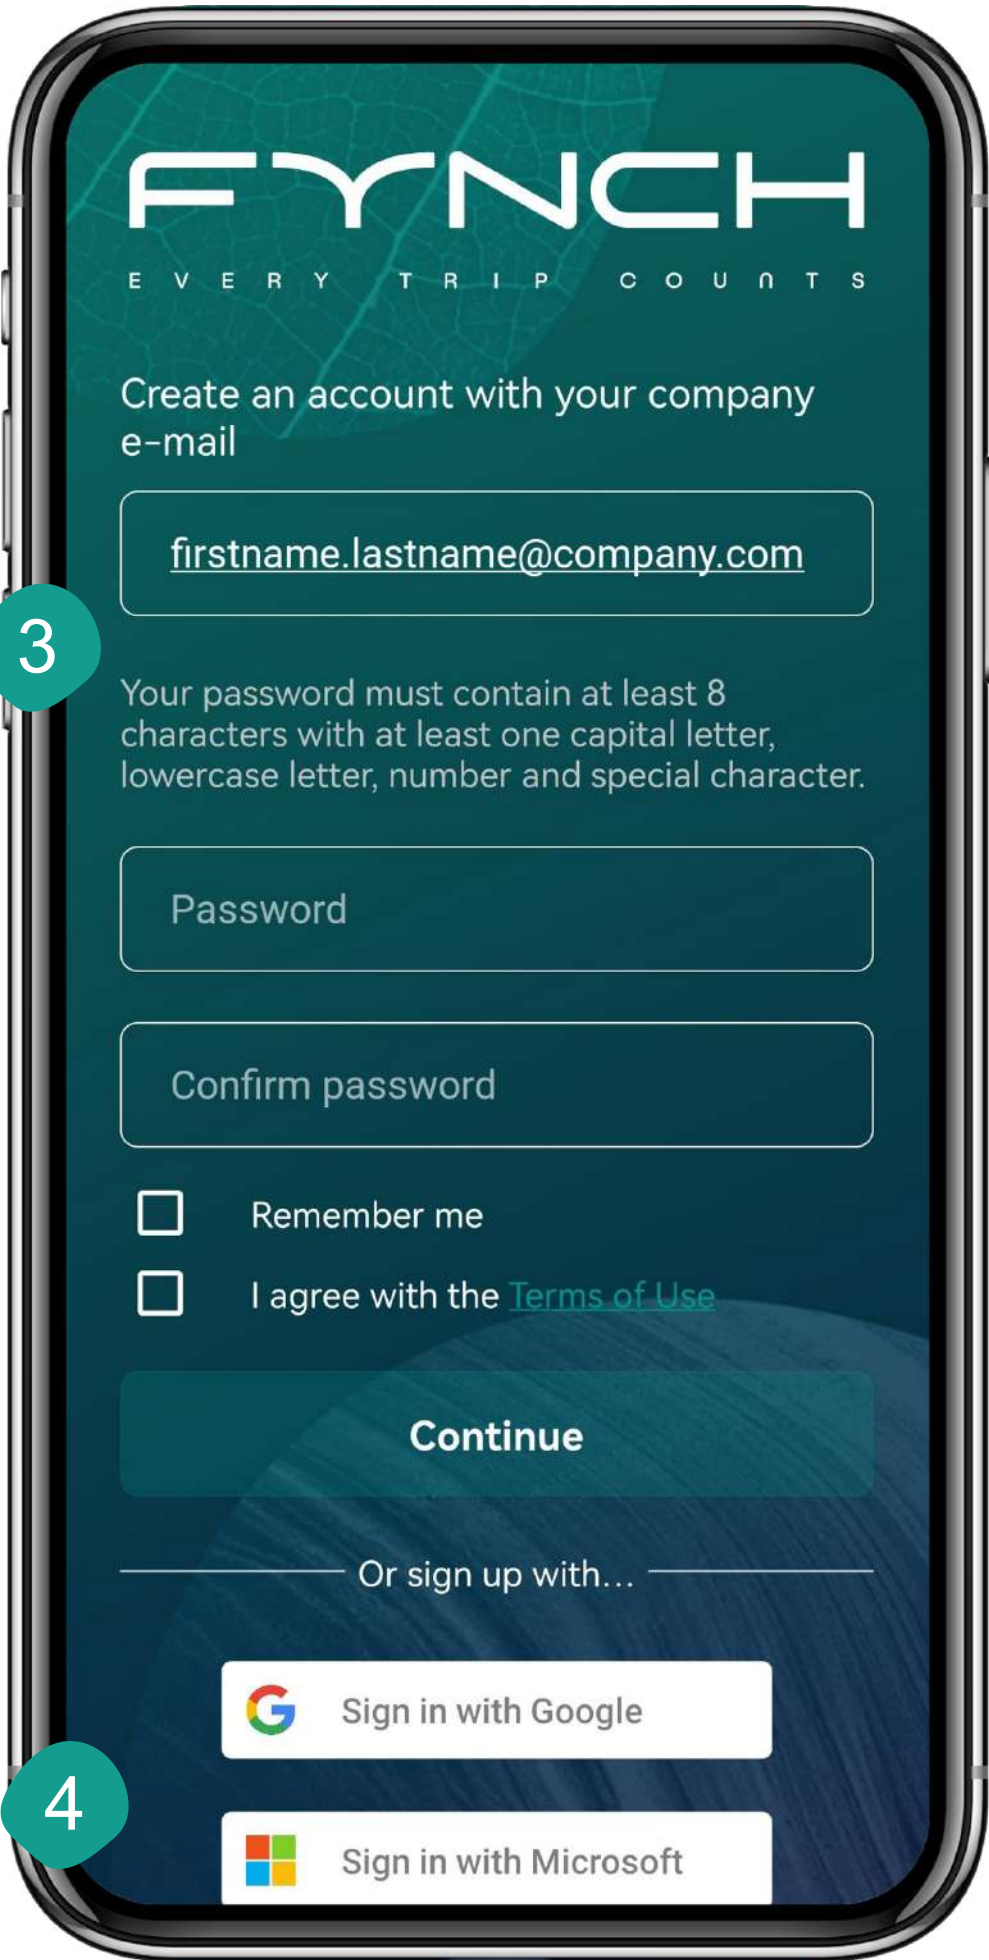 FYNCH
EVERY TRIP COUNTS
Create an account with your company
e-mail
firstname.lastname@company.com
3
Your password must contain at least 8
characters with at least one capital letter,
lowercase letter, number and special character.
Password
Confirm password
Remember me
I agree with the Terms of Use
Continue
Or sign up with...
Sign in with Google
4
Sign in with Microsoft